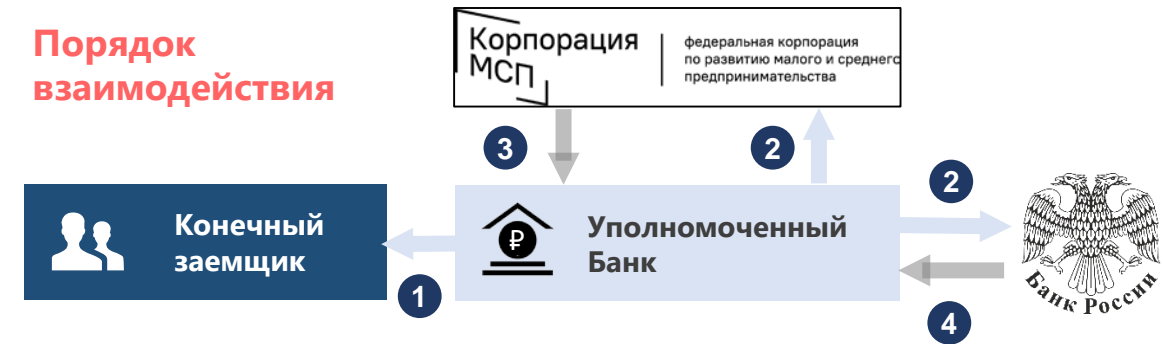 Порядок
взаимодействия
Корпорация
МСП
федеральная корпорация
по развитию малого и среднего
предпринимательства
3
2
2
Конечный
заемщик
₽
Уполномоченный
Банк
1
4
Банк России